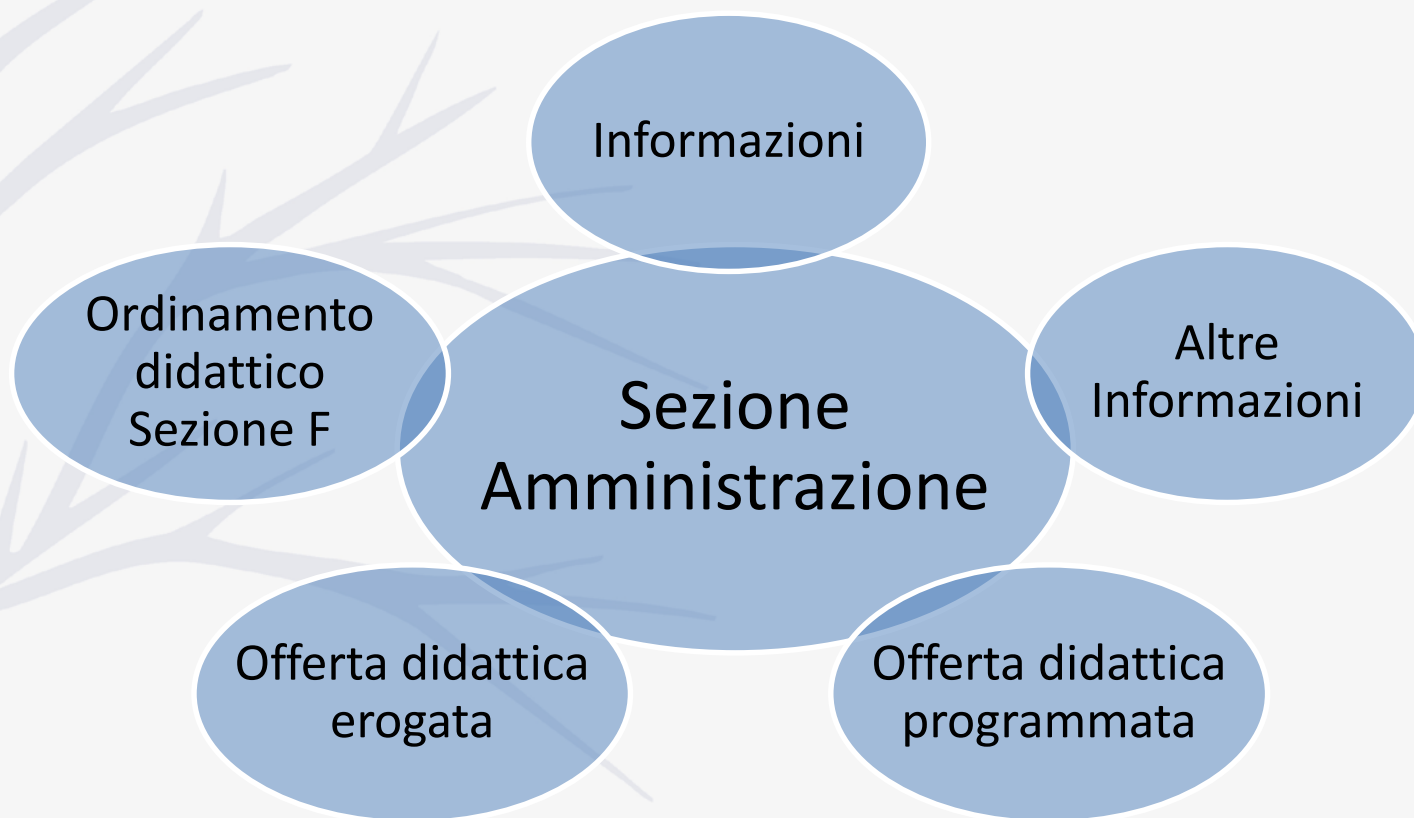 Informazioni
Ordinamento
didattico
Sezione F
Altre
Informazioni
Sezione
Amministrazione
Offerta didattica
erogata
Offerta didattica
programmata